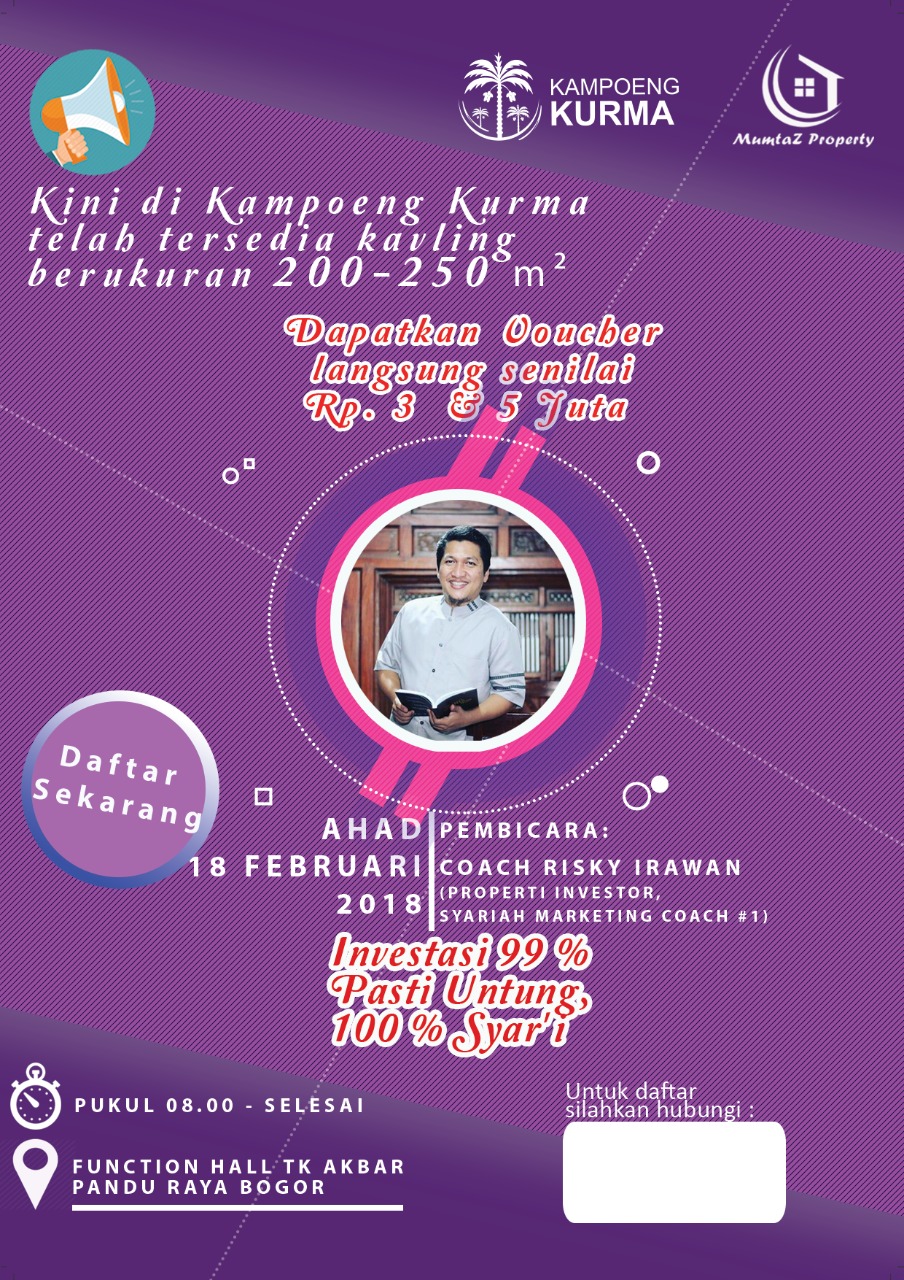 KAMPOENG
KURMA
MumtaZ Property
Kini di Kampoeng Kurma
telah tersedia kavling
berukuran 200-250 m²
Dapatkan Voucher
langsung senilai
Rp. 3 & 5 Juta
Daftar
Sekarang
AHAD
18 FEBRUARI
2018
PEMBICARA:
COACH RISKY IRAWAN
(PROPERTI INVESTOR,
SYARIAH MARKETING COACH #1)
Investasi 99 %
Pasti Untung,
100 % Syar'i
PUKUL 08.00 - SELESAI
FUNCTION HALL TK AKBAR
PANDU RAYA BOGOR
Untuk daftar
silahkan hubungi :